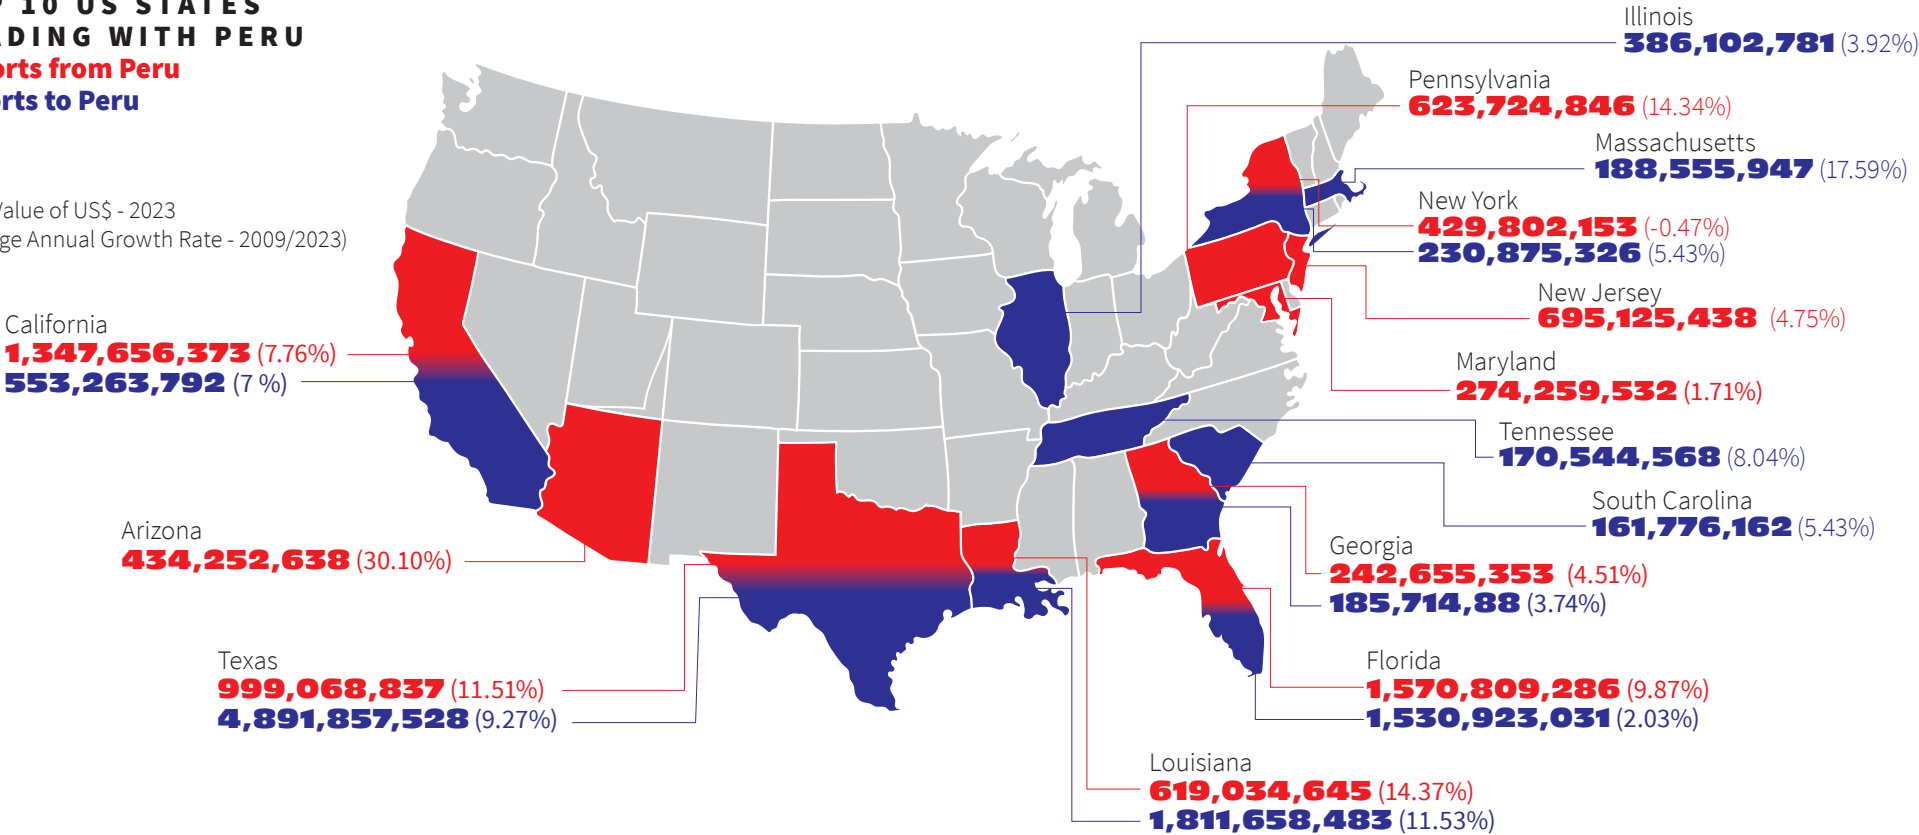 10 US STATES
WITH PERU
from Peru
to Peru
Value of US$ - 2023
Annual Growth Rate - 2009/2023)
Illinois
386,102,781 (3.92%)
Pennsylvania
623,724,846 (14.34%)
Massachusetts
188,555,947 (17.59%)
New York
429,802,153 (-0.47%)
230,875,326 (5.43%)
New Jersey
695,125,438 (4.75%)
Maryland
274,259,532 (1.71%)
Tennessee
170,544,568 (8.04%)
South Carolina
161,776,162 (5.43%)
Georgia
242,655,353 (4.51%)
185,714,88 (3.74%)
Florida
1,570,809,286 (9.87%)
1,530,923,031 (2.03%)
Louisiana
619,034,645 (14.37%)
1,811,658,483 (11.53%)
California
1,347,656,373 (7.76%)
553,263,792 (7 %)
Arizona
434,252,638 (30.10%)
Texas
999,068,837 (11.51%)
4,891,857,528 (9.27%)